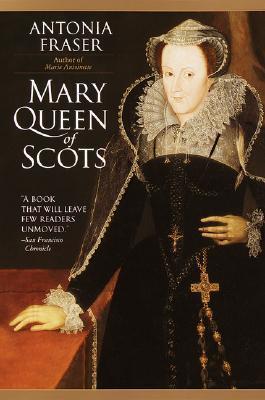 ANTONIA
FRASER
Author of
Marie Antoinette
MARY
QUEEN
of
SCOTS
"A BOOK
THAT WILL LEAVE
FEW READERS
UNMOVED."
—San Francisco
Chronicle